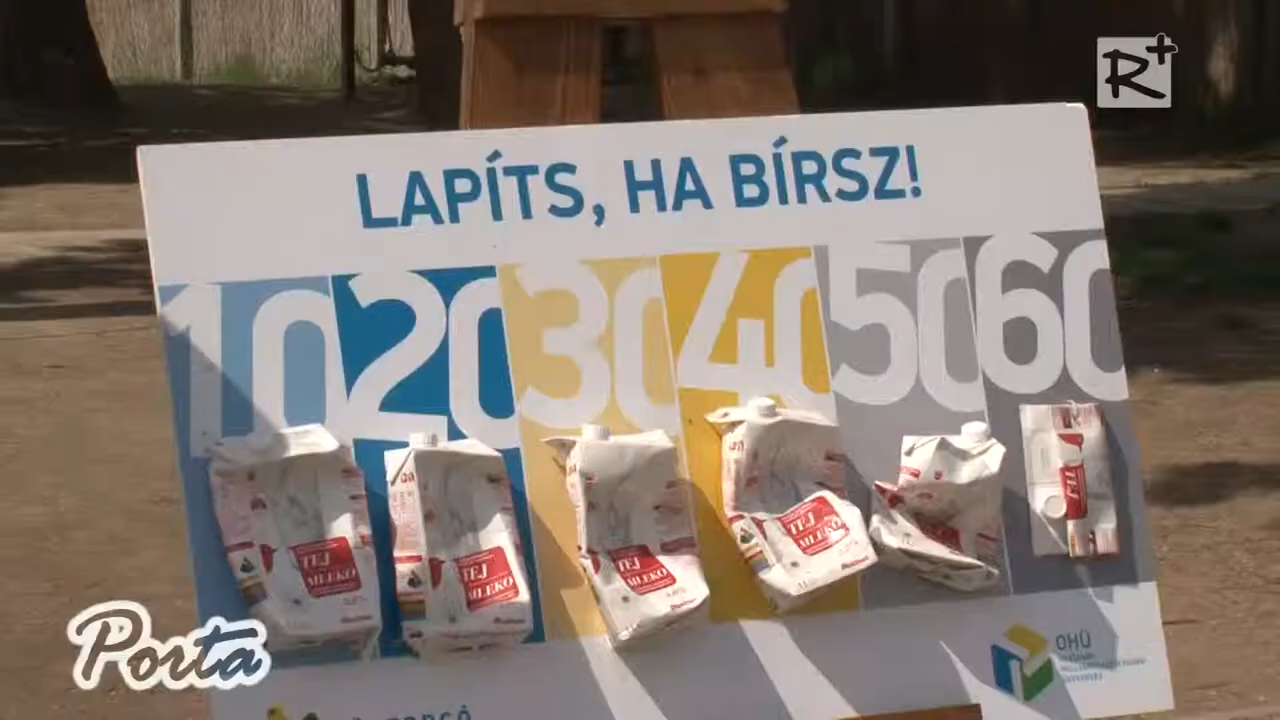 R+
LAPÍTS, HA BÍRSZ!
10 20 30 40 50 60
TEJ
MLEKO
TEJ
MLEKO
TEJ
MLEKO
TEJ
MLEKO
TEJ
OHÜ
Porta